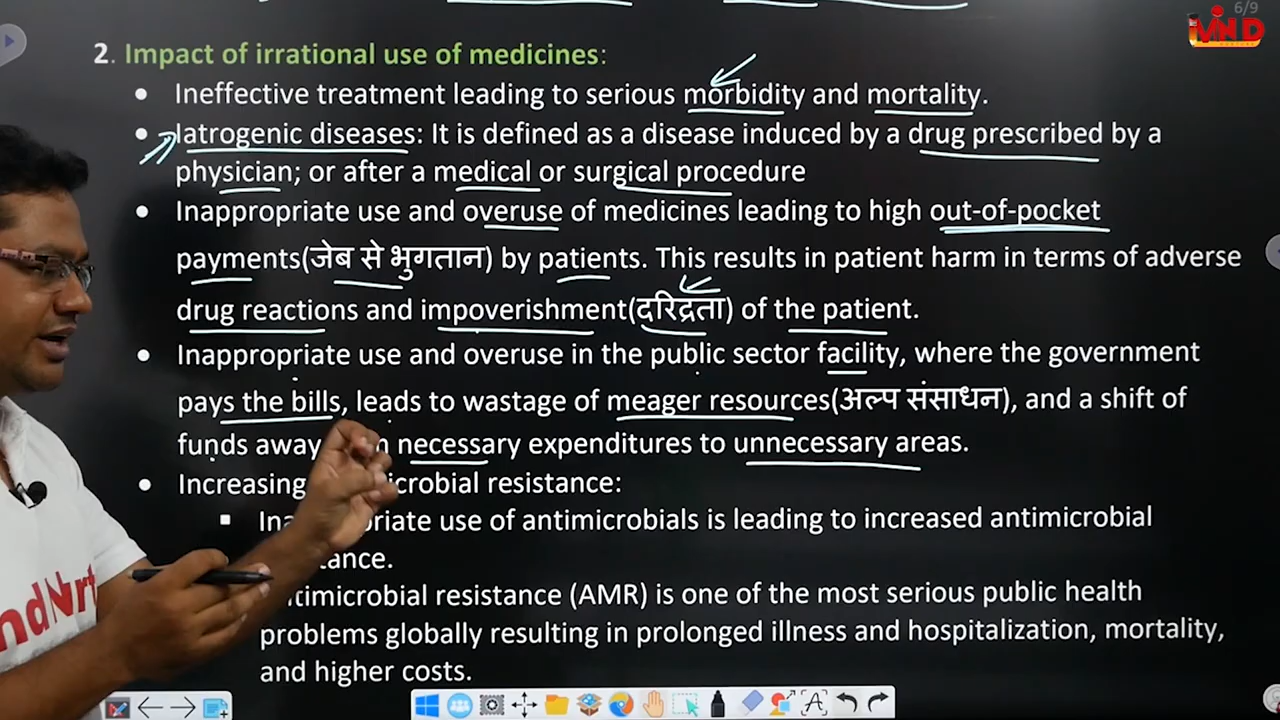 6/9
2. Impact of irrational use of medicines:
• Ineffective treatment leading to serious morbidity and mortality.
• Iatrogenic diseases: It is defined as a disease induced by a drug prescribed by a
physician; or after a medical or surgical procedure
• Inappropriate use and overuse of medicines leading to high out-of-pocket
payments(जेब से भुगतान) by patients. This results in patient harm in terms of adverse
drug reactions and impoverishment(दरिद्रता) of the patient.
• Inappropriate use and overuse in the public sector facility, where the government
pays the bills, leads to wastage of meager resources(अल्प संसाधन), and a shift of
funds away necessary expenditures to unnecessary areas.
• Increasing resistance:
▪ use of antimicrobials is leading to increased antimicrobial
resistance (AMR) is one of the most serious public health
problems globally resulting in prolonged illness and hospitalization, mortality,
and higher costs.